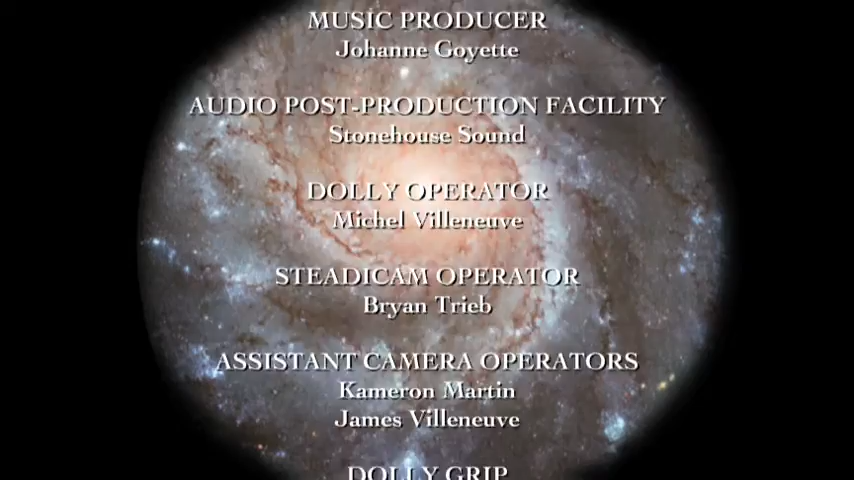 MUSIC PRODUCER
Johanne Goyette
AUDIO POST-PRODUCTION FACILITY
Stonehouse Sound
DOLLY OPERATOR
Michel Villeneuve
STEADICAM OPERATOR
Bryan Trieb
ASSISTANT CAMERA OPERATORS
Kameron Martin
James Villeneuve
DOLLY GRIP